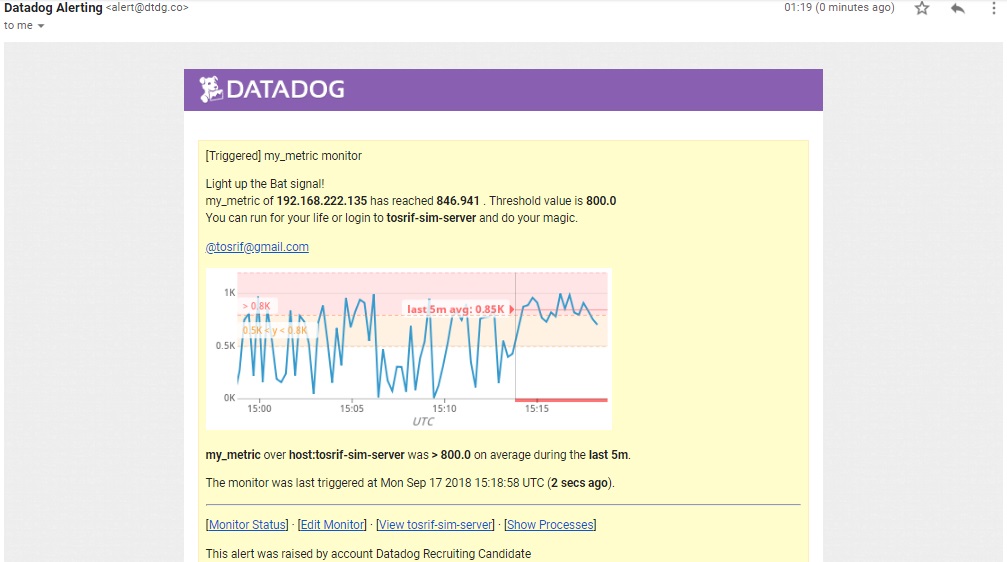 Datadog Alerting <alert@dtdg.co>
01:19 (0 minutes ago)
to me
DATADOG
[Triggered] my_metric monitor
Light up the Bat signal!
my_metric of 192.168.222.135 has reached 846.941 . Threshold value is 800.0
You can run for your life or login to tosrif-sim-server and do your magic.
@tosrif@gmail.com
1K
> 0.8K
last 5m avg: 0.85K
0.5K < y < 0.8K
0.5K
0K
15:00 15:05 15:10 15:15
UTC
my_metric over host:tosrif-sim-server was > 800.0 on average during the last 5m.
The monitor was last triggered at Mon Sep 17 2018 15:18:58 UTC (2 secs ago).
[Monitor Status] · [Edit Monitor] · [View tosrif-sim-server] · [Show Processes]
This alert was raised by account Datadog Recruiting Candidate